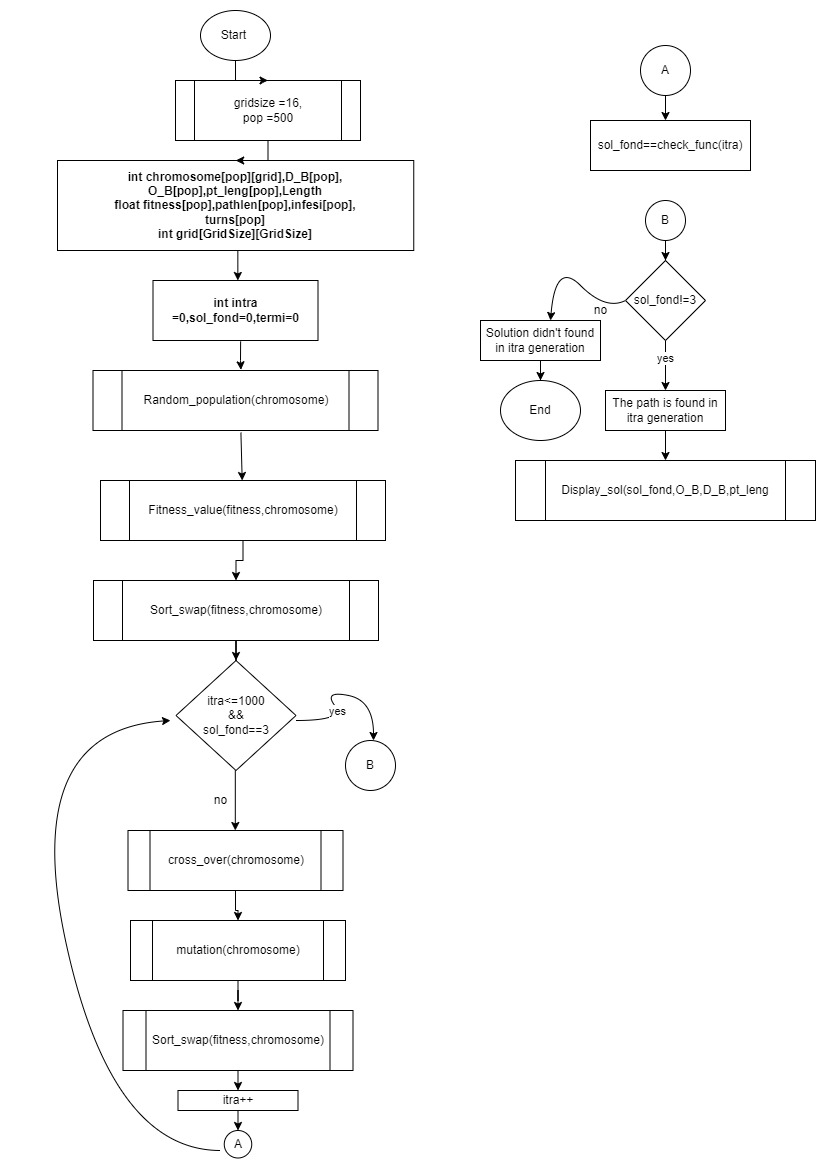 Start
gridsize =16,
pop =500
int chromosome[pop][grid],D_B[pop],
O_B[pop],pt_leng[pop],Length
float fitness[pop],pathlen[pop],infesi[pop],
turns[pop]
int grid[GridSize][GridSize]
int intra
=0,sol_fond=0,termi=0
Random_population(chromosome)
Fitness_value(fitness,chromosome)
Sort_swap(fitness,chromosome)
itra<=1000
&&
sol_fond==3
yes
B
no
cross_over(chromosome)
mutation(chromosome)
Sort_swap(fitness,chromosome)
itra++
A
A
sol_fond==check_func(itra)
B
sol_fond!=3
no
Solution didn't found
in itra generation
End
yes
The path is found in
itra generation
Display_sol(sol_fond,O_B,D_B,pt_leng